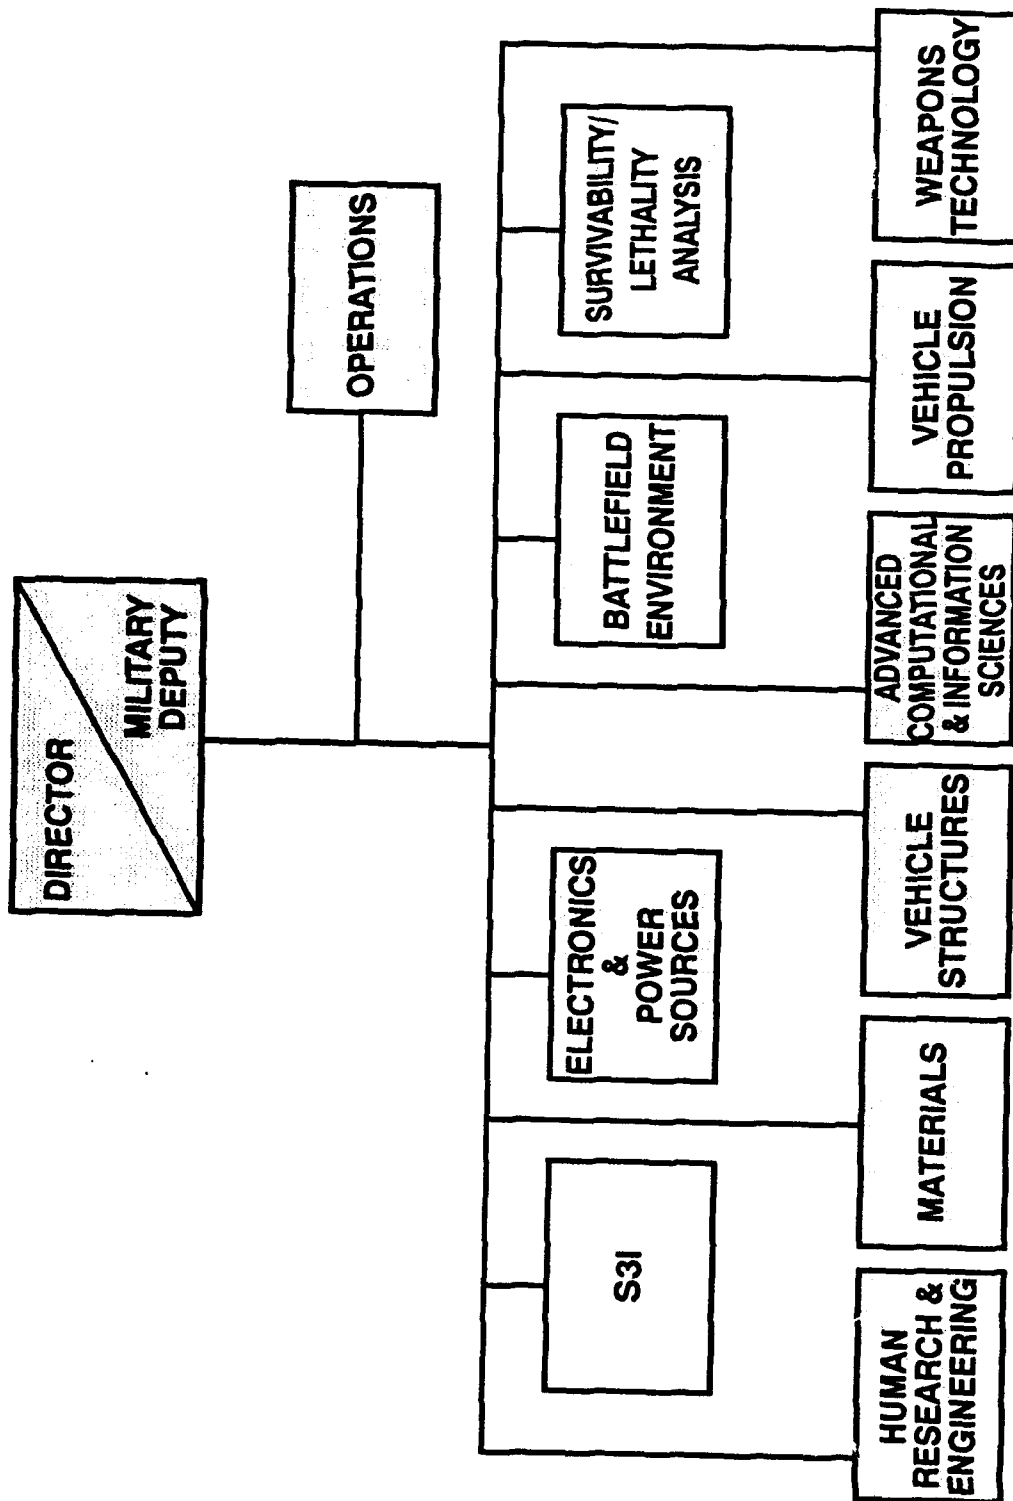 DIRECTOR
MILITARY
DEPUTY
OPERATIONS
S3I
ELECTRONICS
&
POWER
SOURCES
BATTLEFIELD
ENVIRONMENT
SURVIVABILITY/
LETHALITY
ANALYSIS
HUMAN
RESEARCH &
ENGINEERING
MATERIALS
VEHICLE
STRUCTURES
ADVANCED
COMPUTATIONAL
& INFORMATION
SCIENCES
VEHICLE
PROPULSION
WEAPONS
TECHNOLOGY